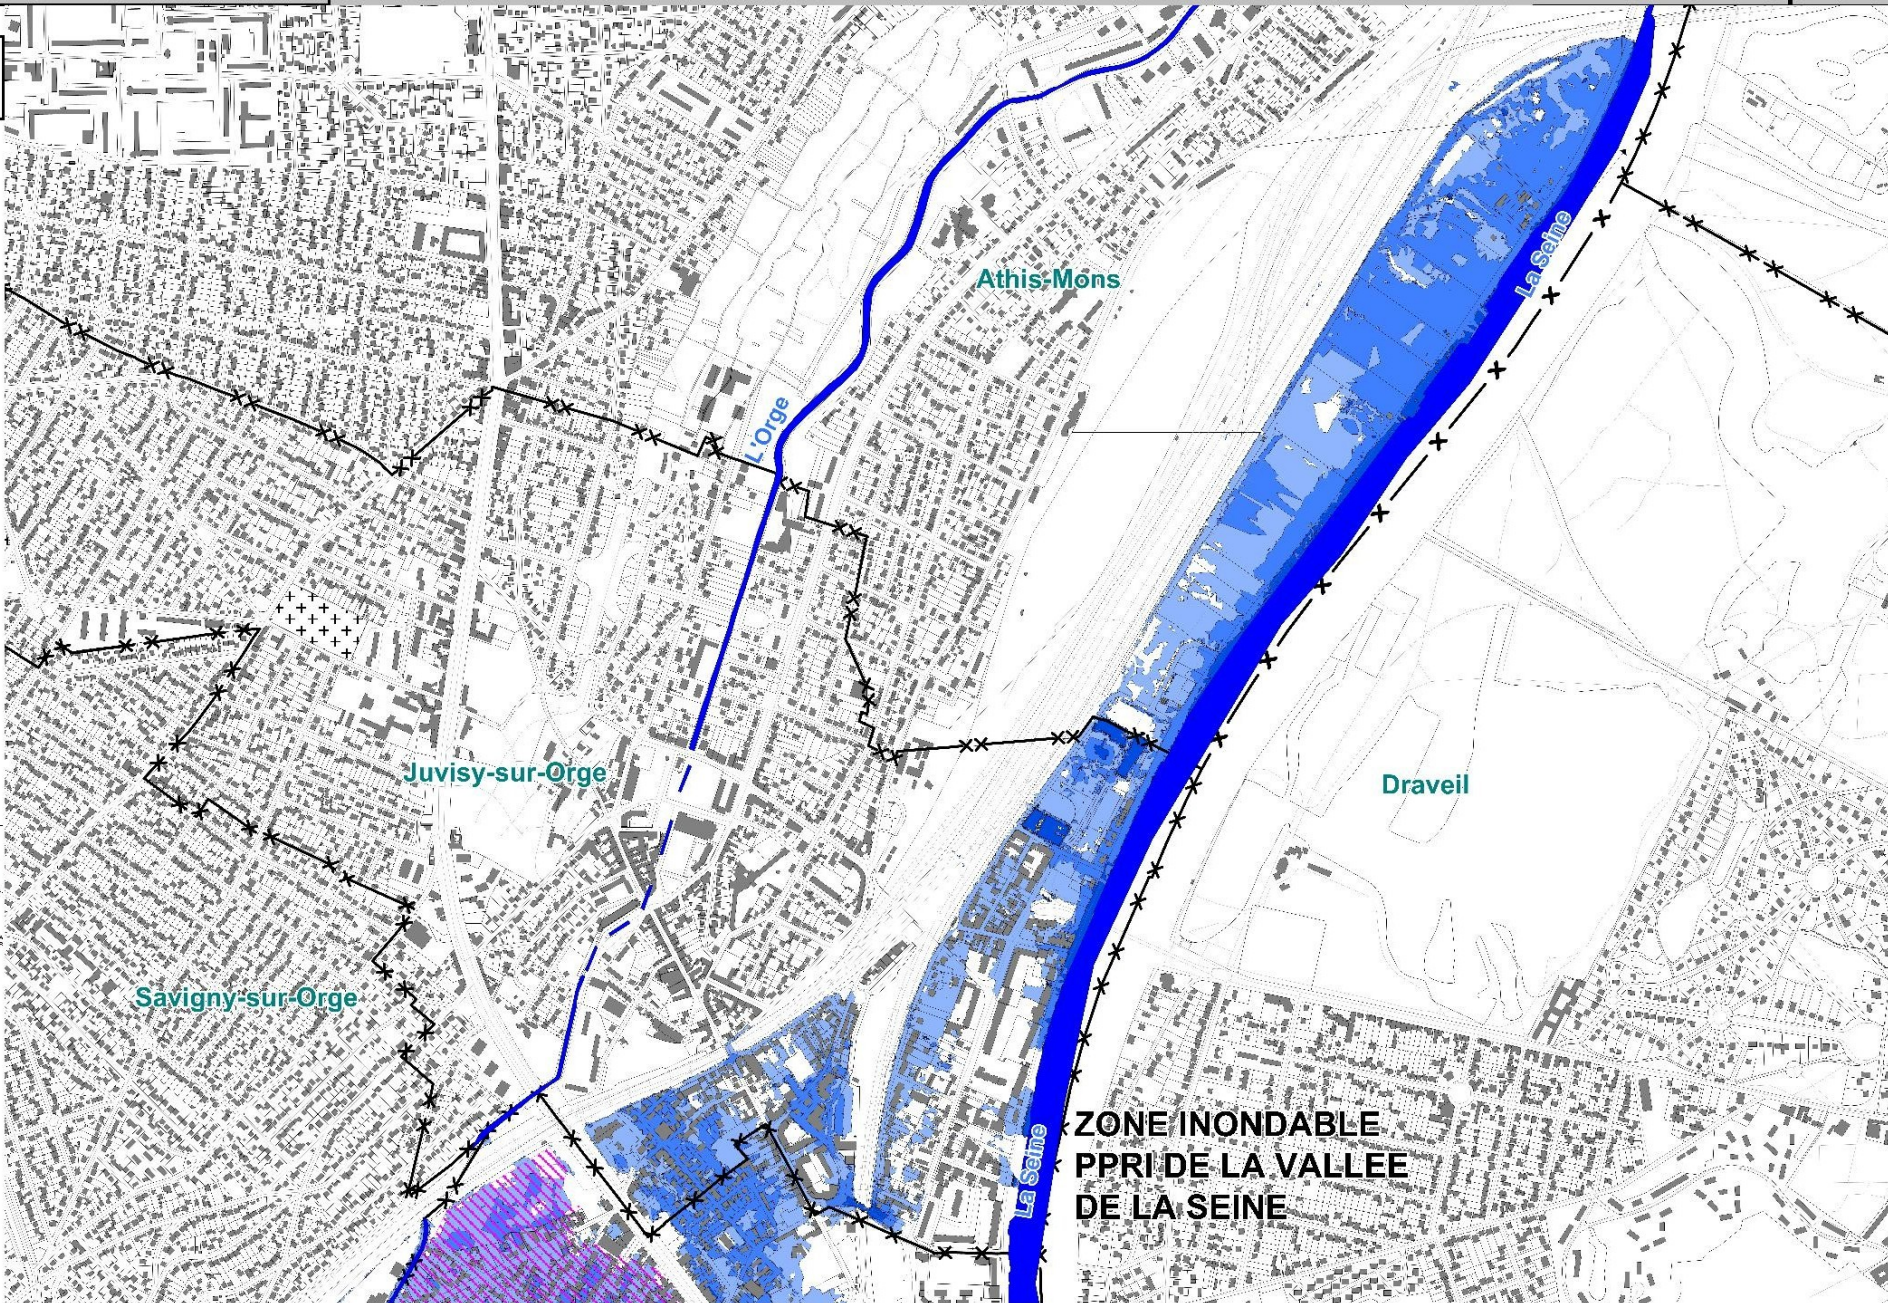 La Seine
Athis-Mons
L'Orge
Juvisy-sur-Orge
Draveil
Savigny-sur-Orge
La Seine
ZONE INONDABLE
PPRI DE LA VALLEE
DE LA SEINE